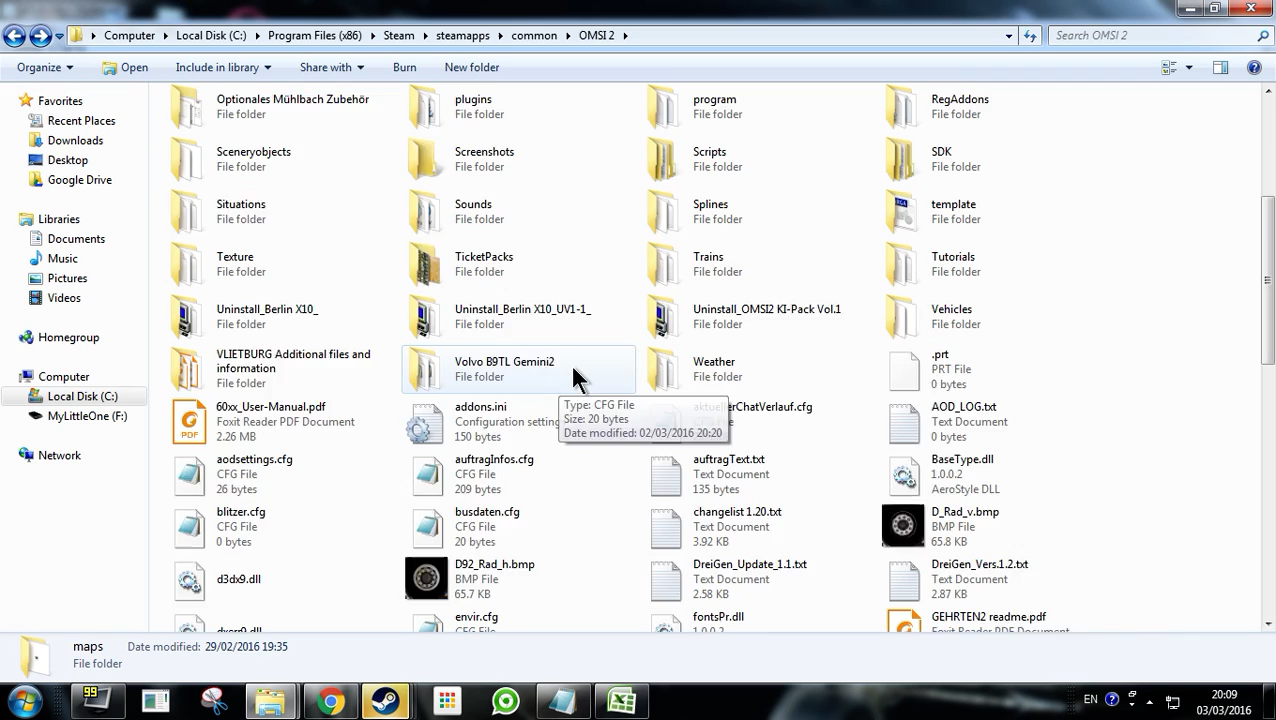 Computer
Local Disk (C:)
Program Files (x86)
Steam
steamapps
common
OMSI 2
Search OMSI 2
Organize
Open
Include in library
Share with
Burn
New folder
Favorites
Recent Places
Downloads
Desktop
Google Drive
Libraries
Documents
Music
Pictures
Videos
Homegroup
Computer
Local Disk (C:)
MyLittleOne (F:)
Network
Optionales Mühlbach Zubehör
File folder
plugins
File folder
program
File folder
RegAddons
File folder
Sceneryobjects
File folder
Screenshots
File folder
Scripts
File folder
SDK
File folder
Situations
File folder
Sounds
File folder
Splines
File folder
template
File folder
Texture
File folder
TicketPacks
File folder
Trains
File folder
Tutorials
File folder
Uninstall_Berlin X10_
File folder
Uninstall_Berlin X10_UV1-1_
File folder
Uninstall_OMSI2 KI-Pack Vol.1
File folder
Vehicles
File folder
VLIETBURG Additional files and
information
File folder
Volvo B9TL Gemini2
File folder
Weather
File folder
.prt
PRT File
0 bytes
60xx_User-Manual.pdf
Foxit Reader PDF Document
2.26 MB
addons.ini
Configuration setting
150 bytes
Type: CFG File
Size: 20 bytes
Date modified: 02/03/2016 20:20
aktuellerChatVerlauf.cfg
AOD_LOG.txt
Text Document
0 bytes
aodsettings.cfg
CFG File
26 bytes
auftragInfos.cfg
CFG File
209 bytes
auftragText.txt
Text Document
135 bytes
BaseType.dll
1.0.0.2
AeroStyle DLL
blitzer.cfg
CFG File
0 bytes
busdaten.cfg
CFG File
20 bytes
changelist 1.20.txt
Text Document
3.92 KB
D_Rad_v.bmp
BMP File
65.8 KB
d3dx9.dll
D92_Rad_h.bmp
BMP File
65.7 KB
DreiGen_Update_1.1.txt
Text Document
2.58 KB
DreiGen_Vers.1.2.txt
Text Document
2.87 KB
envir.cfg
CFG File
fontsPr.dll
1.0.0.2
GEHRTEN2 readme.pdf
Foxit Reader PDF Document
maps
Date modified: 29/02/2016 19:35
File folder
99
EN
20:09
03/03/2016